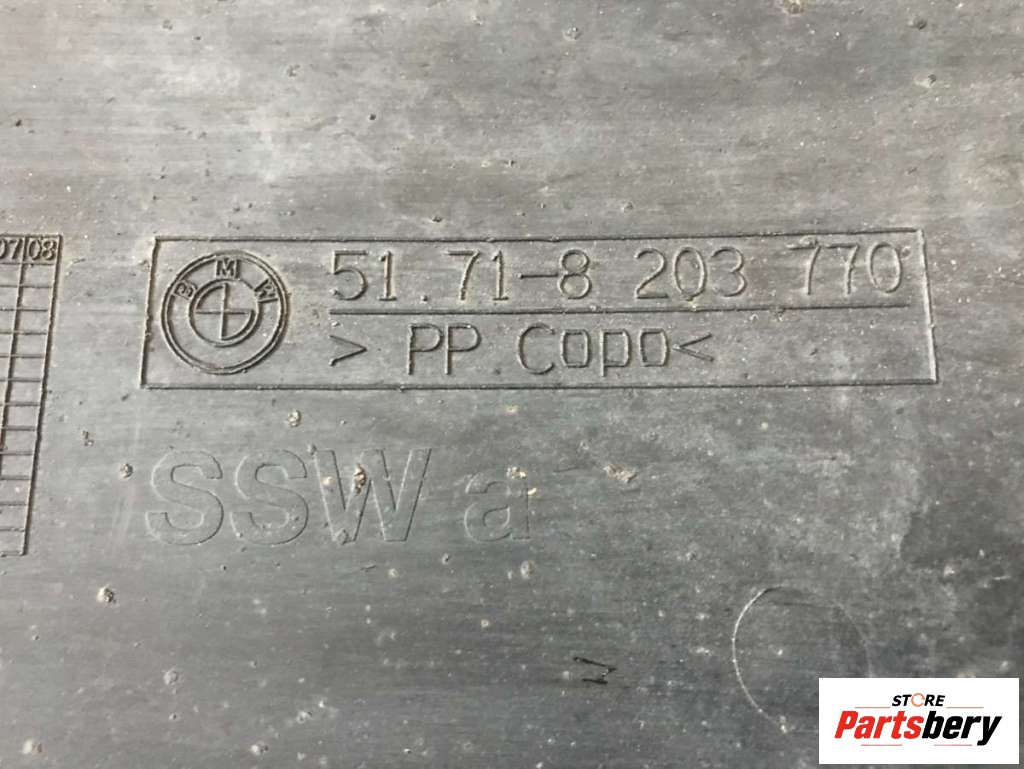 07 08
BMW
51.71-8 203 770
> PP Copo<
SSW a
STORE
Partsbery